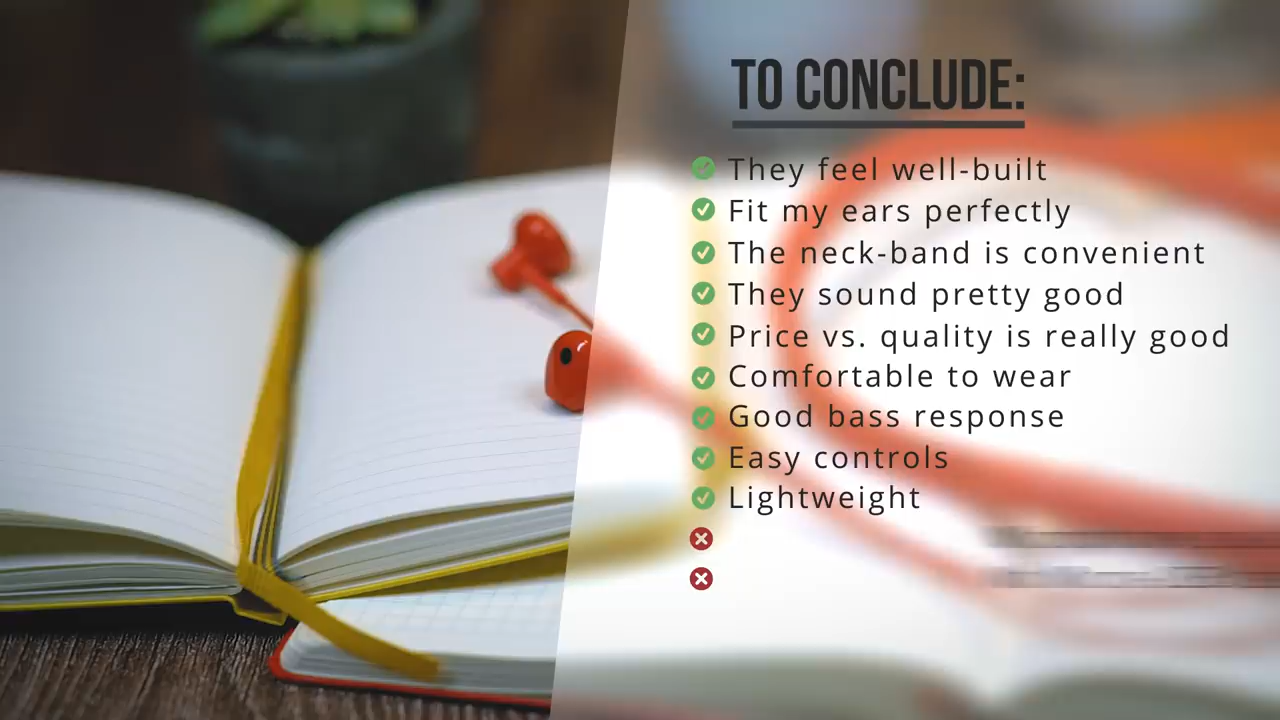 TO CONCLUDE:
They feel well-built
Fit my ears perfectly
The neck-band is convenient
They sound pretty good
Price vs. quality is really good
Comfortable to wear
Good bass response
Easy controls
Lightweight